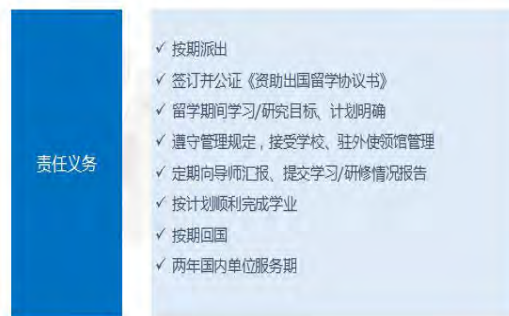 责任义务
✓ 按期派出
✓ 签订并公证《资助出国留学协议书》
✓ 留学期间学习/研究目标、计划明确
✓ 遵守管理规定，接受学校、驻外使领馆管理
✓ 定期向导师汇报、提交学习/研修情况报告
✓ 按计划顺利完成学业
✓ 按期回国
✓ 两年国内单位服务期